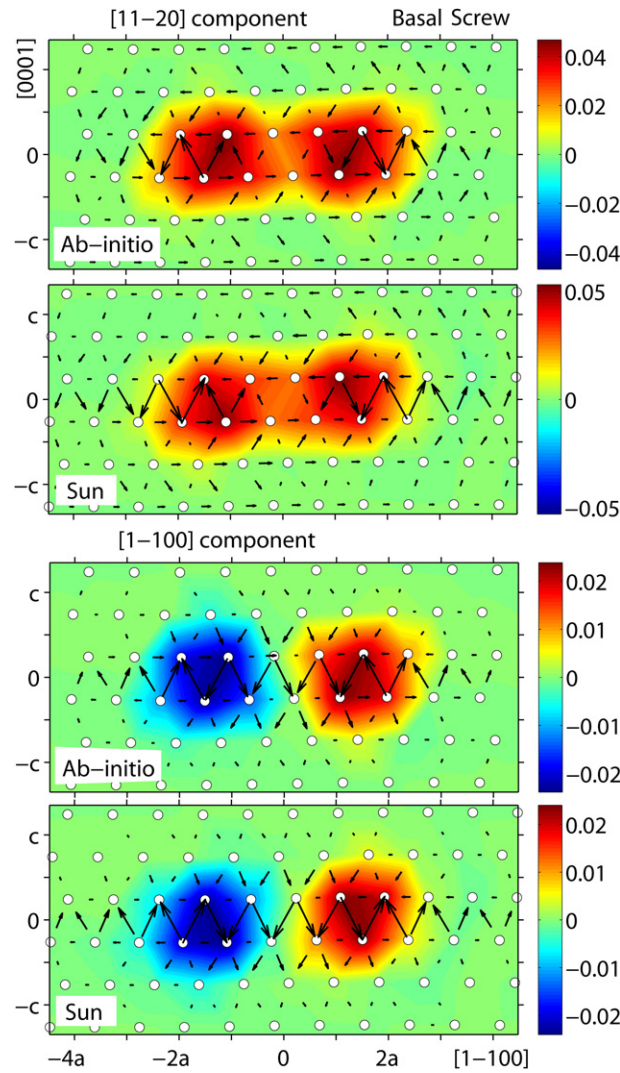 [11−20] component Basal Screw
[0001]
0
−c
Ab−initio
0.04
0.02
0
−0.02
−0.04
c
0
−c
Sun
0.05
0
−0.05
[1−100] component
c
0
−c
Ab−initio
0.02
0.01
0
−0.01
−0.02
c
0
−c
Sun
0.02
0.01
0
−0.01
−0.02
−4a −2a 0 2a [1−100]